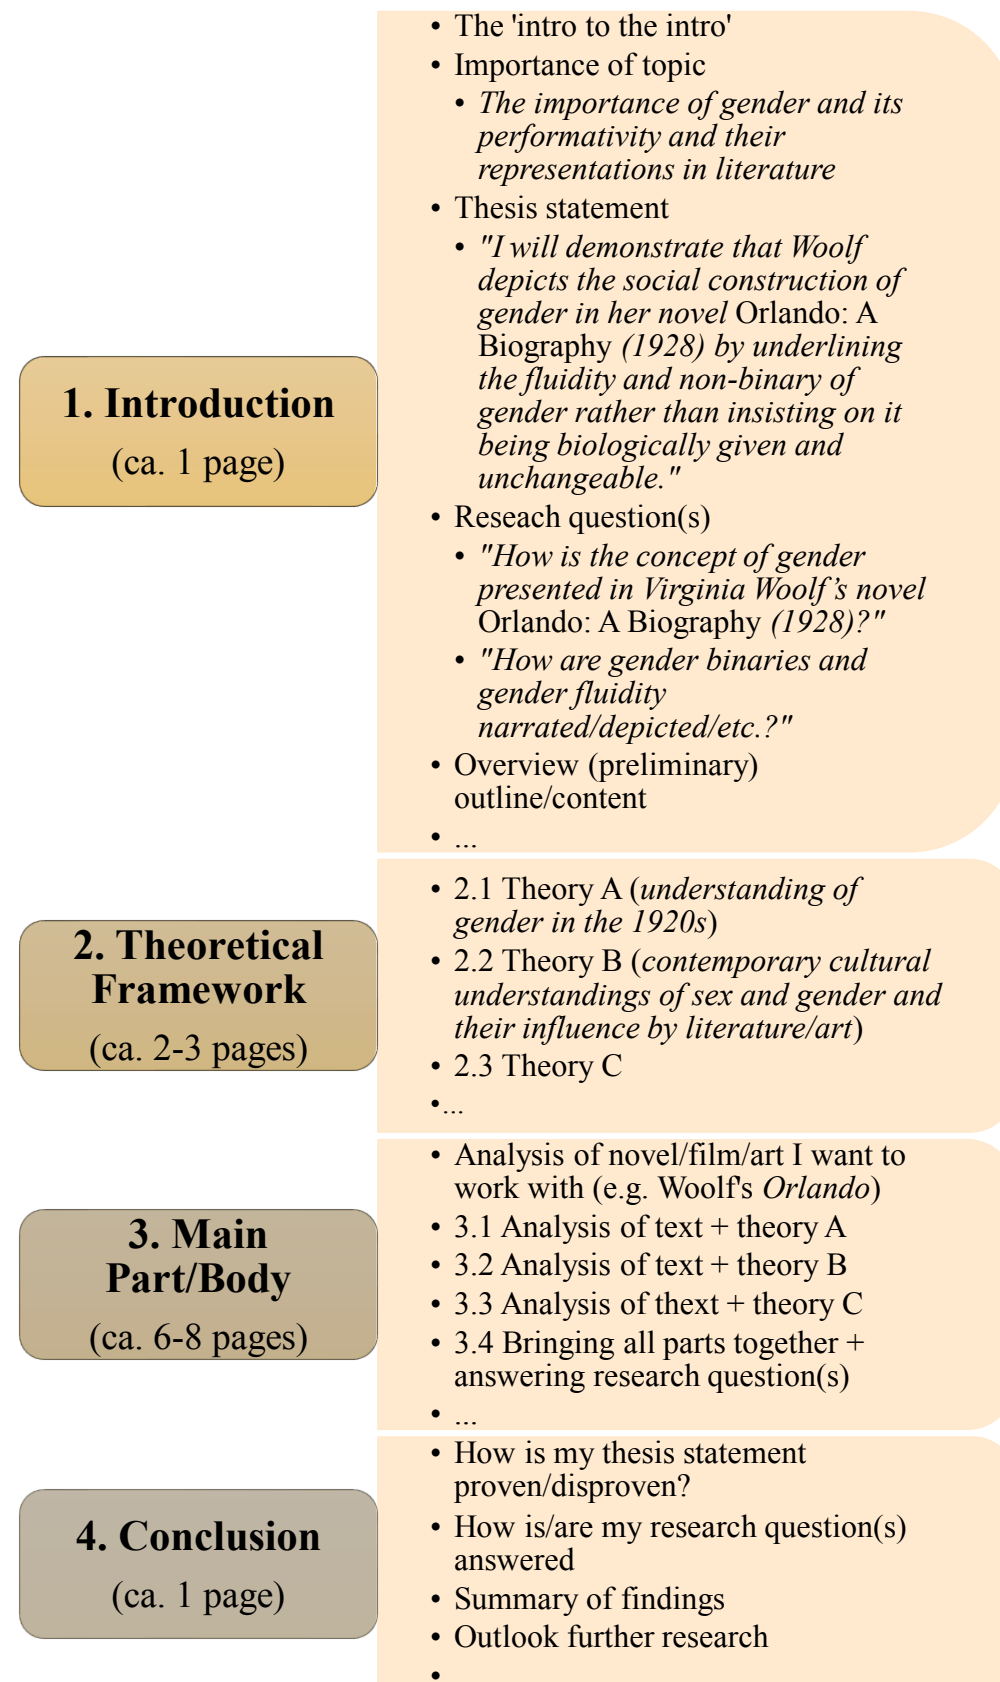 1. Introduction
(ca. 1 page)
• The 'intro to the intro'
• Importance of topic
• The importance of gender and its
performativity and their
representations in literature
• Thesis statement
• "I will demonstrate that Woolf
depicts the social construction of
gender in her novel Orlando: A
Biography (1928) by underlining
the fluidity and non-binary of
gender rather than insisting on it
being biologically given and
unchangeable."
• Reseach question(s)
• "How is the concept of gender
presented in Virginia Woolf’s novel
Orlando: A Biography (1928)?"
• "How are gender binaries and
gender fluidity
narrated/depicted/etc.?"
• Overview (preliminary)
outline/content
• ...
2. Theoretical
Framework
(ca. 2-3 pages)
• 2.1 Theory A (understanding of
gender in the 1920s)
• 2.2 Theory B (contemporary cultural
understandings of sex and gender and
their influence by literature/art)
• 2.3 Theory C
•...
3. Main
Part/Body
(ca. 6-8 pages)
• Analysis of novel/film/art I want to
work with (e.g. Woolf's Orlando)
• 3.1 Analysis of text + theory A
• 3.2 Analysis of text + theory B
• 3.3 Analysis of thext + theory C
• 3.4 Bringing all parts together +
answering research question(s)
• ...
4. Conclusion
(ca. 1 page)
• How is my thesis statement
proven/disproven?
• How is/are my research question(s)
answered
• Summary of findings
• Outlook further research
•